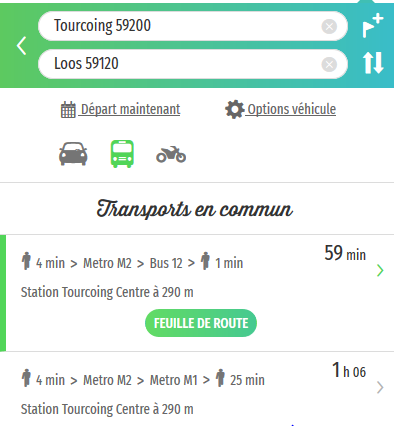 Tourcoing 59200
Loos 59120
Départ maintenant Options véhicule
Transports en commun
59 min
4 min > Metro M2 > Bus 12 > 1 min
Station Tourcoing Centre à 290 m
FEUILLE DE ROUTE
1 h 06
4 min > Metro M2 > Metro M1 > 25 min
Station Tourcoing Centre à 290 m